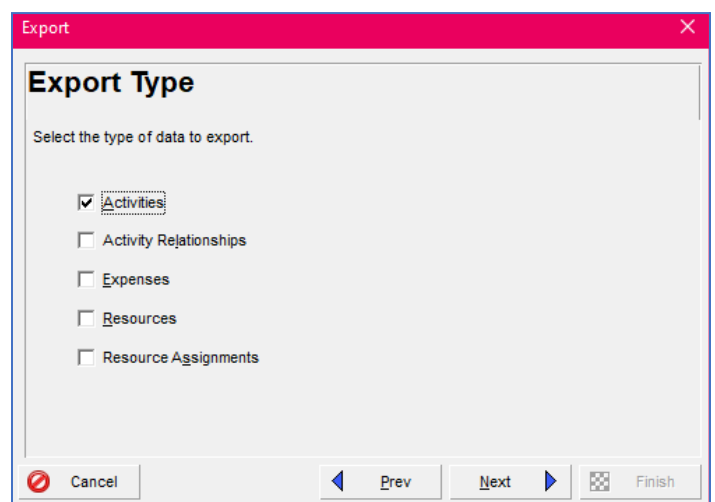 Export
Export Type
Select the type of data to export.
Activities
Activity Relationships
Expenses
Resources
Resource Assignments
Cancel Prev Next Finish